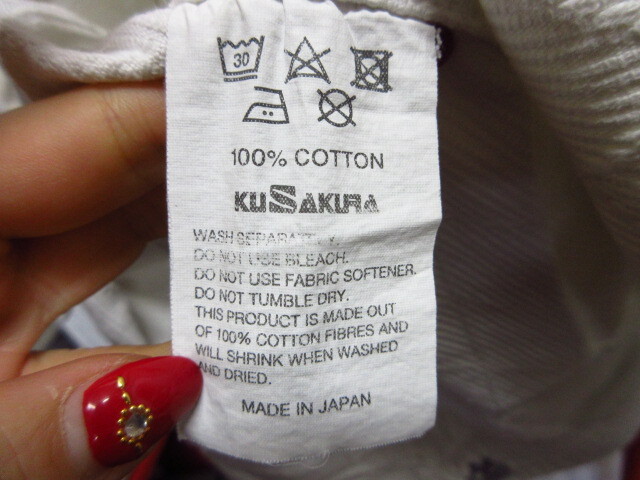 30
100% COTTON
KUSAKURA
WASH SEPARATELY.
DO NOT USE BLEACH.
DO NOT USE FABRIC SOFTENER.
DO NOT TUMBLE DRY.
THIS PRODUCT IS MADE OUT
OF 100% COTTON FIBRES AND
WILL SHRINK WHEN WASHED
AND DRIED.
MADE IN JAPAN